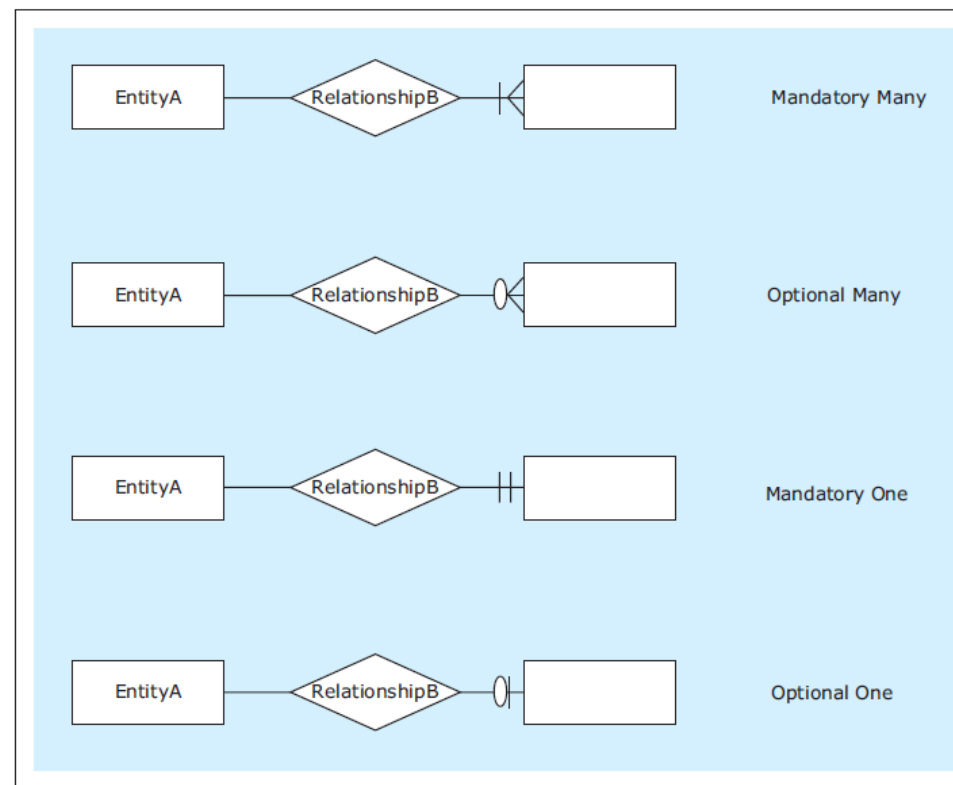 EntityA RelationshipB Mandatory Many
EntityA RelationshipB Optional Many
EntityA RelationshipB Mandatory One
EntityA RelationshipB Optional One